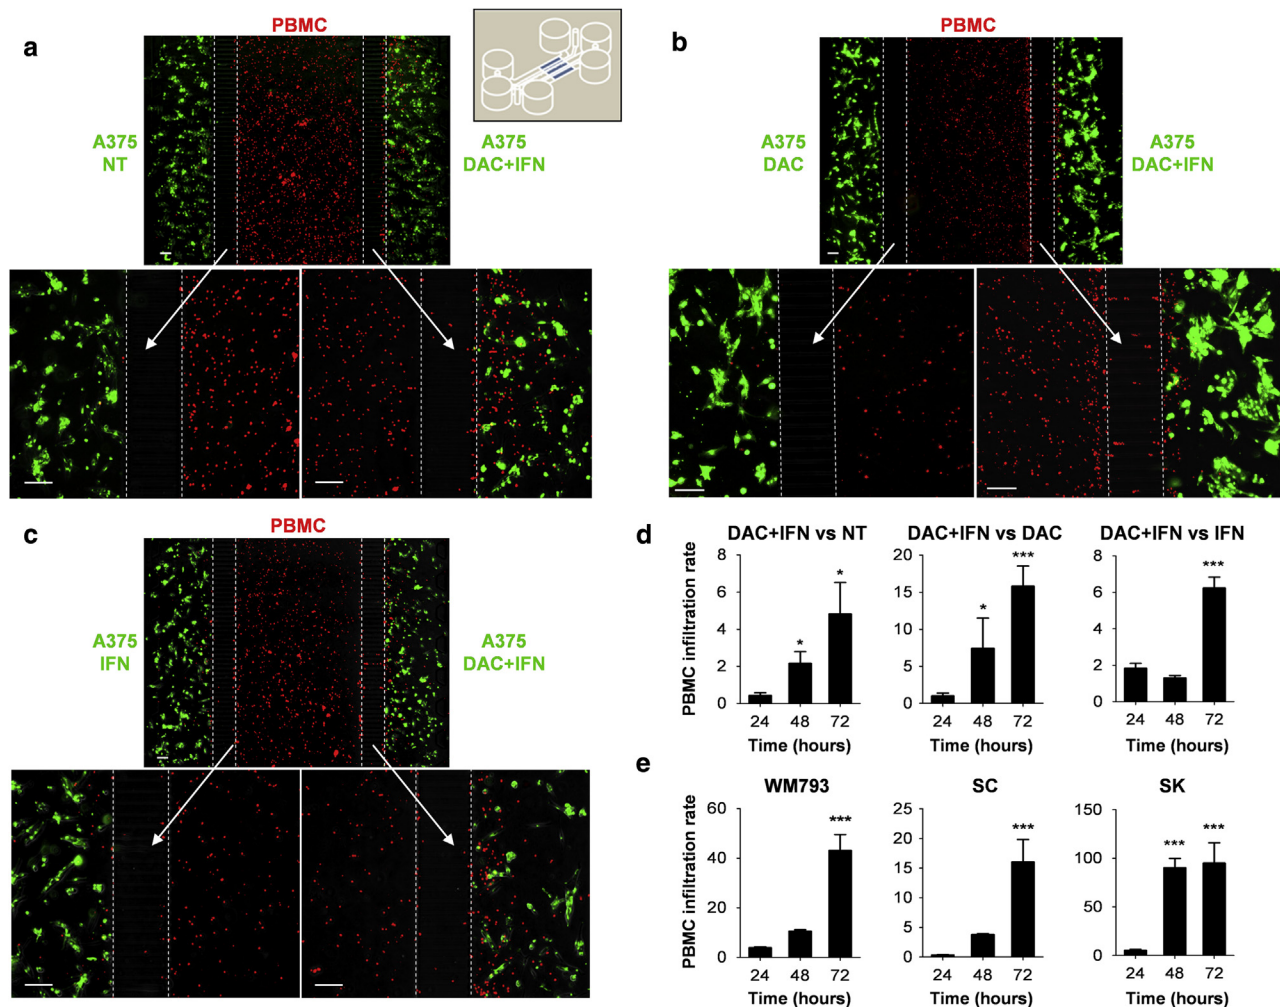 a
PBMC
A375
NT
A375
DAC+IFN
b
PBMC
A375
DAC
A375
DAC+IFN
c
PBMC
A375
IFN
A375
DAC+IFN
d
DAC+IFN vs NT
DAC+IFN vs DAC
DAC+IFN vs IFN
PBMC infiltration rate
8
6
4
2
0
*
*
24 48 72
Time (hours)
20
15
10
5
0
*
***
24 48 72
Time (hours)
8
6
4
2
0
***
24 48 72
Time (hours)
e
WM793
SC
SK
PBMC infiltration rate
60
40
20
0
***
24 48 72
Time (hours)
25
20
15
10
5
0
***
24 48 72
Time (hours)
150
100
50
0
***
***
24 48 72
Time (hours)